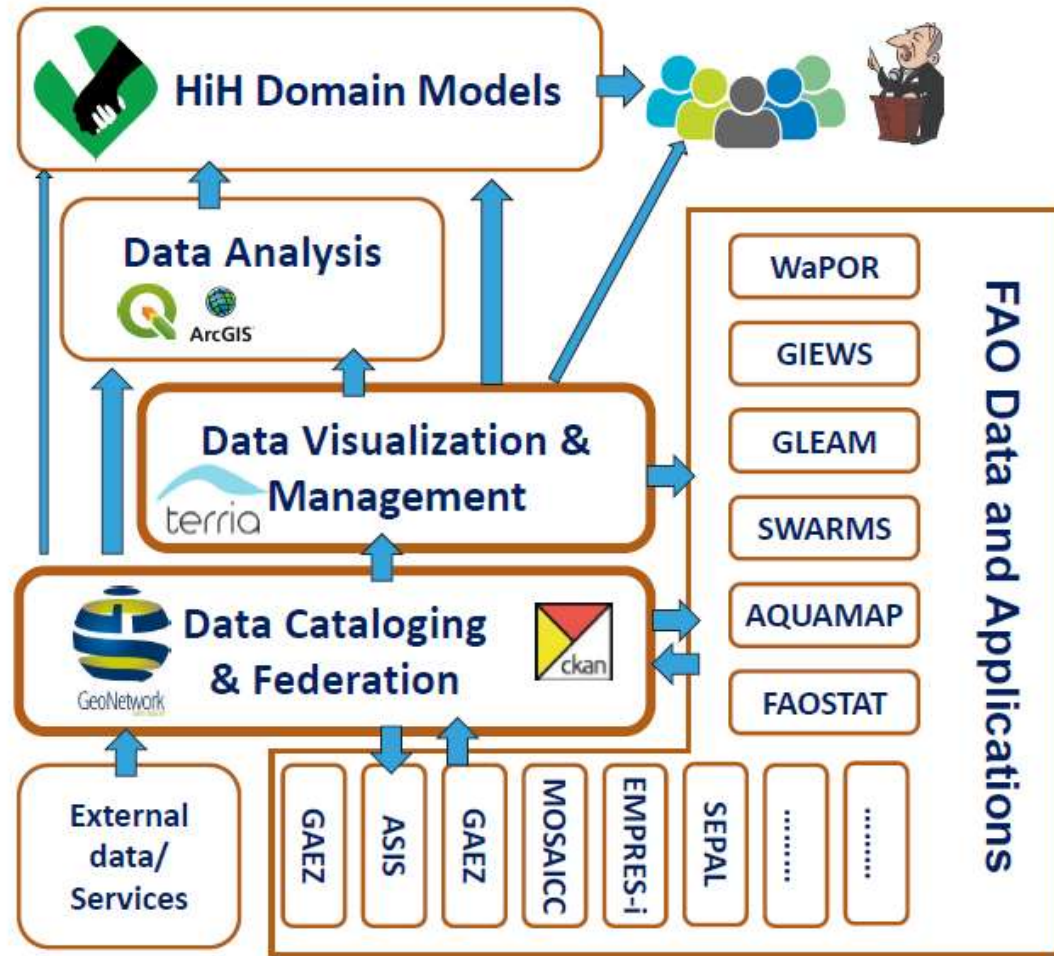 HiH Domain Models
Data Analysis
ArcGIS
Data Visualization &
Management
terria
Data Cataloging
& Federation
GeoNetwork
ckan
External
data/
Services
WaPOR
GIEWS
GLEAM
SWARMS
AQUAMAP
FAOSTAT
GAEZ
ASIS
GAEZ
MOSAICC
EMPRES-i
SEPAL
.........
.........
FAO Data and Applications